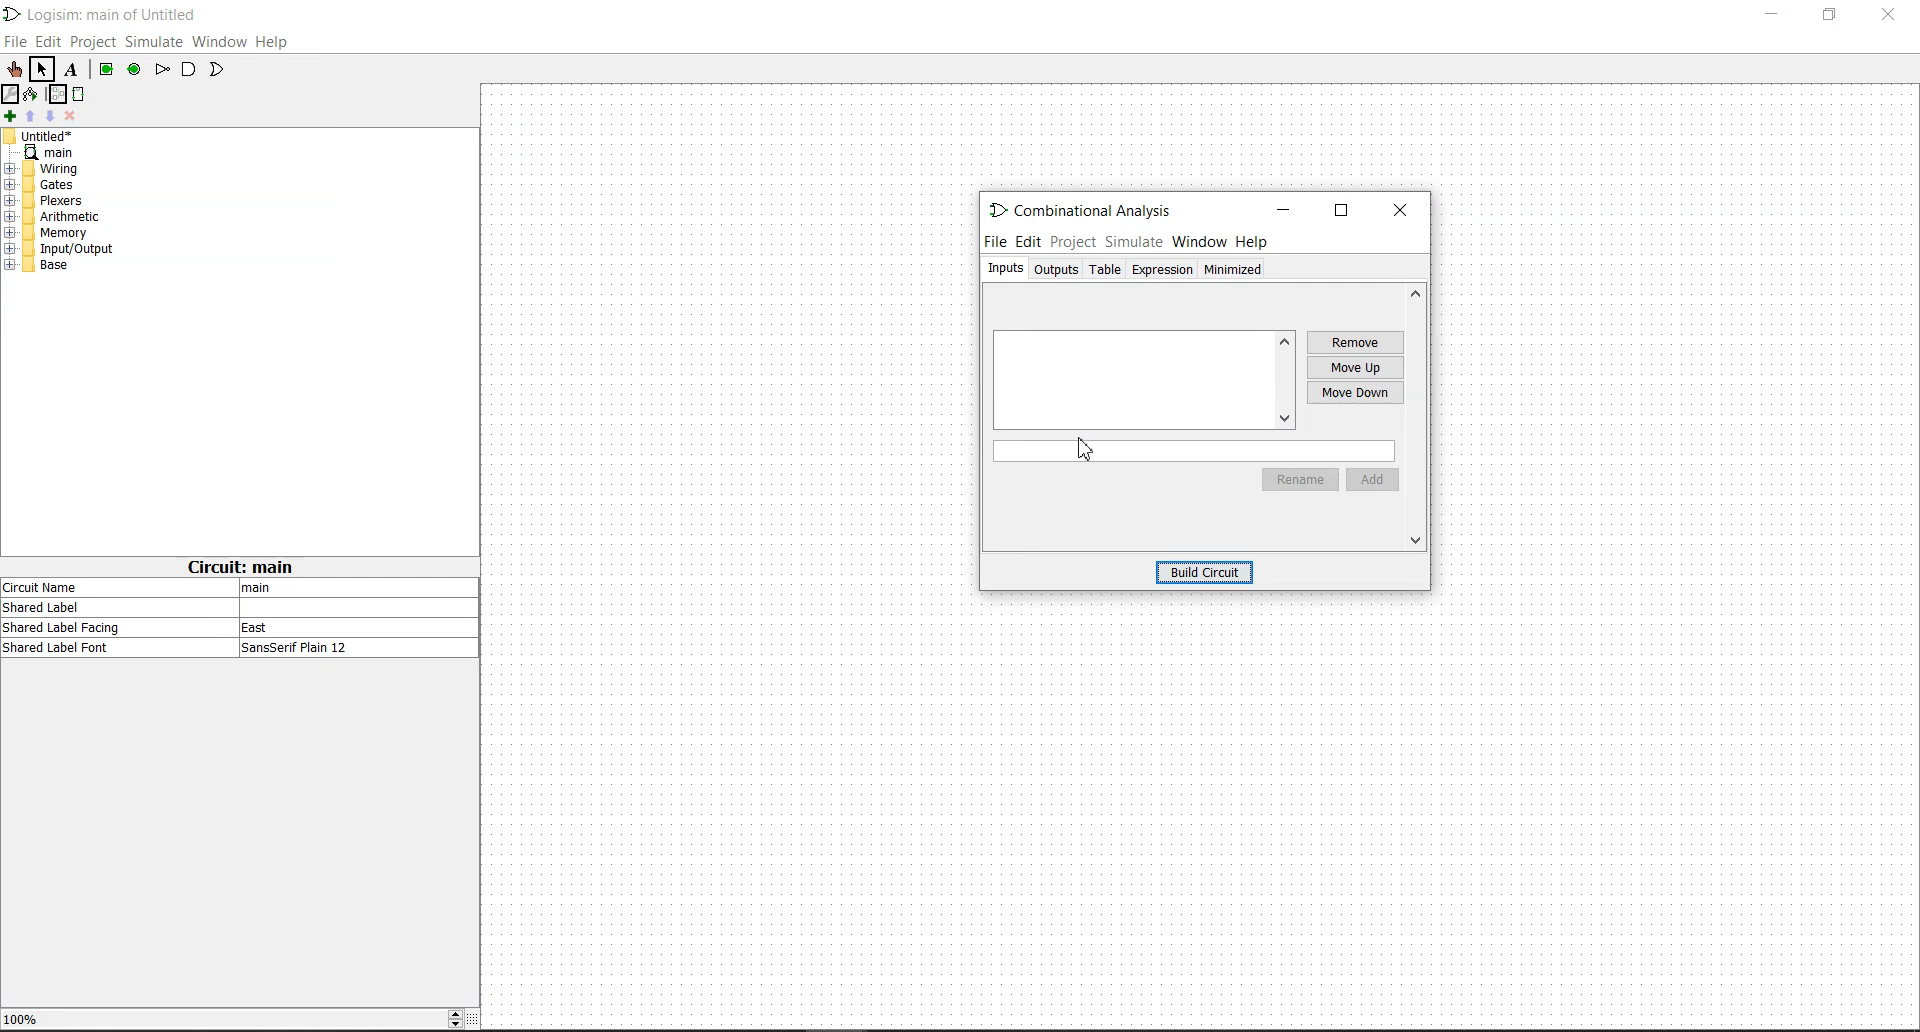 Logisim: main of Untitled
File Edit Project Simulate Window Help
A
Untitled*
main
Wiring
Gates
Plexers
Arithmetic
Memory
Input/Output
Base
Circuit: main
Circuit Name main
Shared Label
Shared Label Facing East
Shared Label Font SansSerif Plain 12
100%
Combinational Analysis
File Edit Project Simulate Window Help
Inputs Outputs Table Expression Minimized
Remove
Move Up
Move Down
Rename Add
Build Circuit